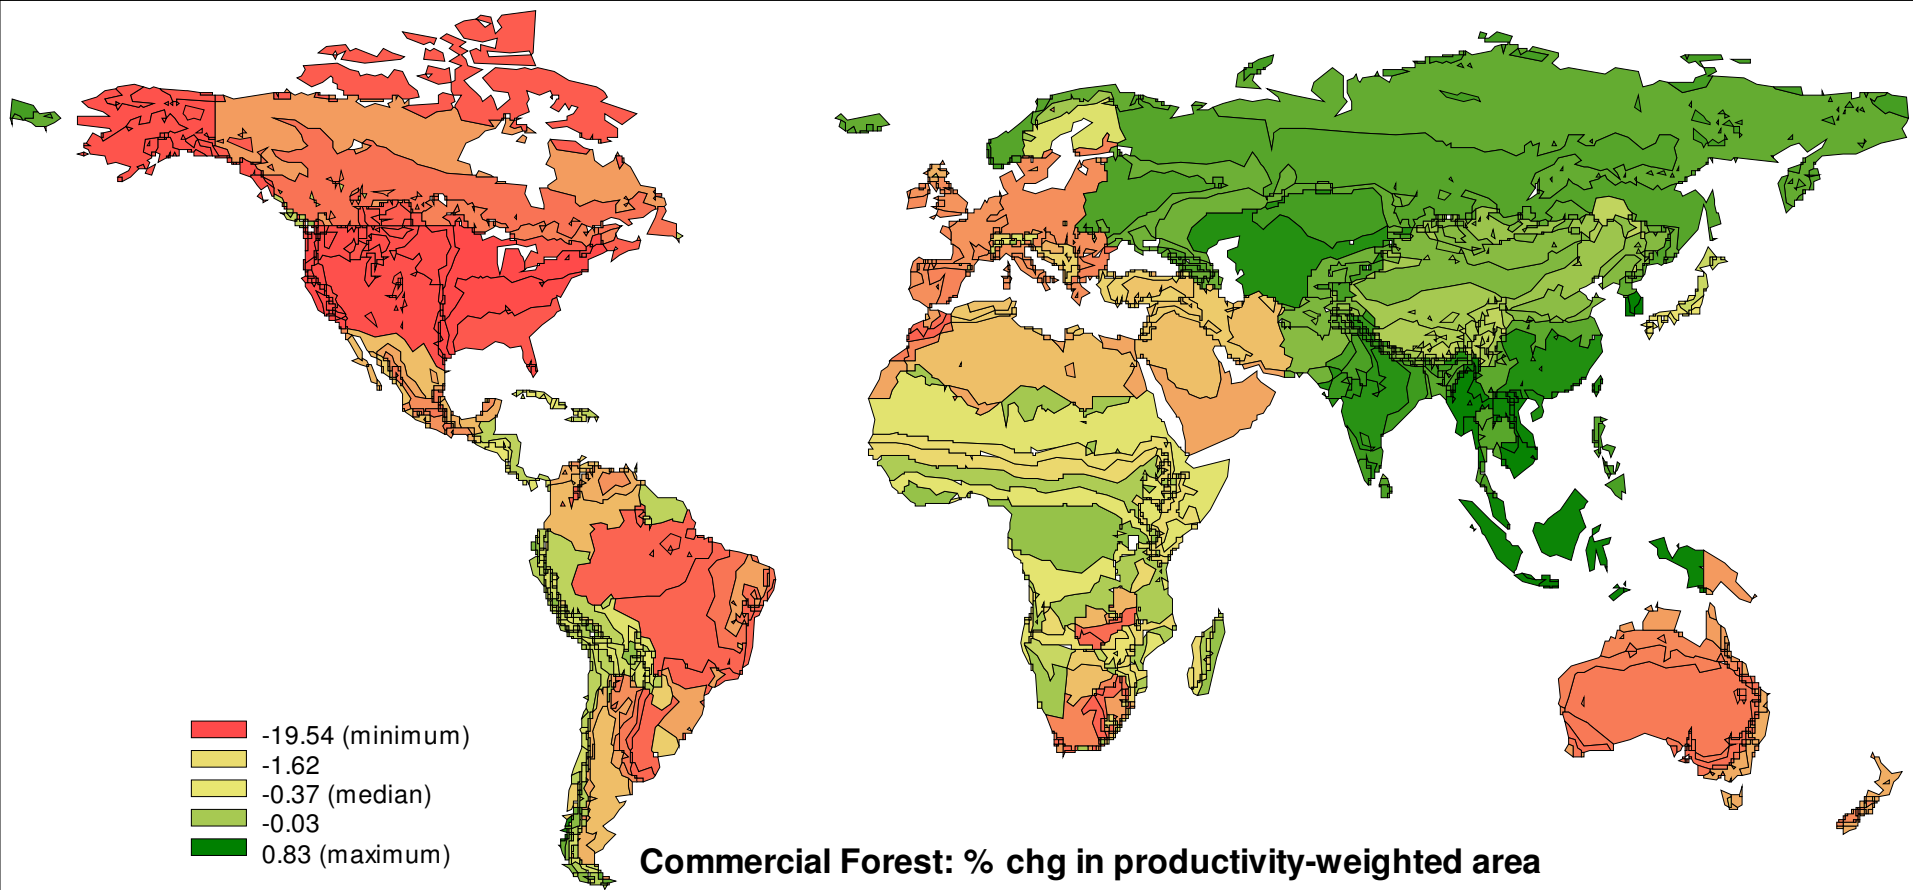 -19.54 (minimum)
-1.62
-0.37 (median)
-0.03
0.83 (maximum)
Commercial Forest: % chg in productivity-weighted area